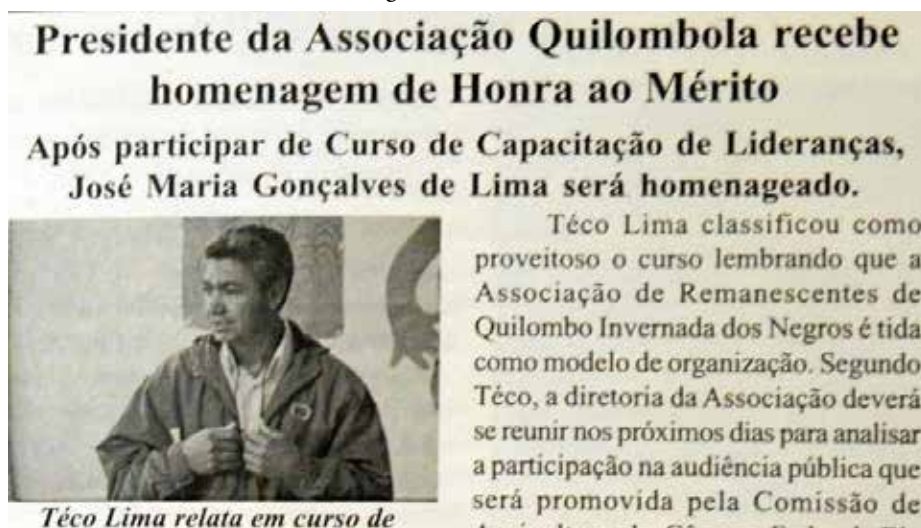 Presidente da Associação Quilombola recebe
homenagem de Honra ao Mérito
Após participar de Curso de Capacitação de Lideranças,
José Maria Gonçalves de Lima será homenageado.
Téco Lima classificou como
proveitoso o curso lembrando que a
Associação de Remanescentes de
Quilombo Invernada dos Negros é tida
como modelo de organização. Segundo
Téco, a diretoria da Associação deverá
se reunir nos próximos dias para analisar
a participação na audiência pública que
será promovida pela Comissão de
Téco Lima relata em curso de